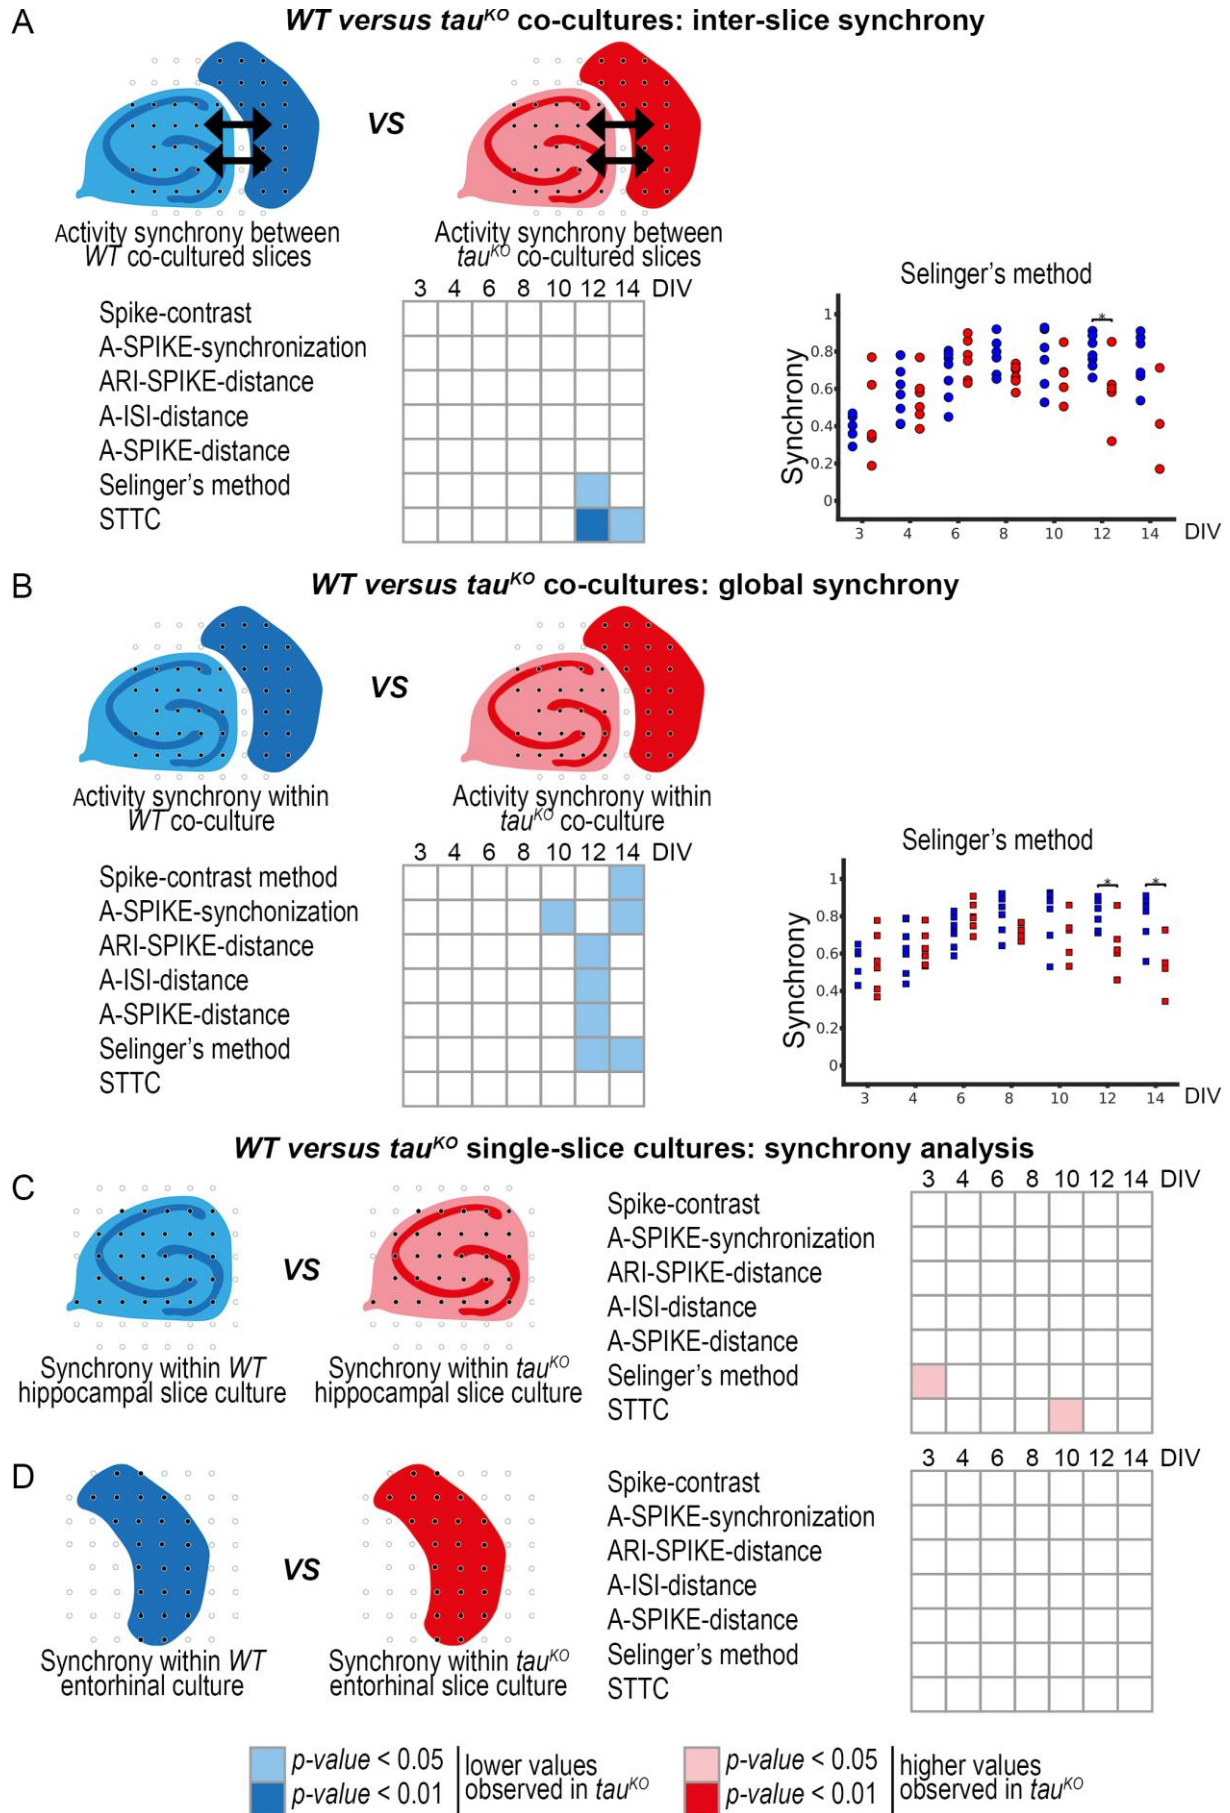 A
WT versus tauKO co-cultures: inter-slice synchrony
VS
Activity synchrony between
WT co-cultured slices
Activity synchrony between
tauKO co-cultured slices
3 4 6 8 10 12 14 DIV
Spike-contrast
A-SPIKE-synchronization
ARI-SPIKE-distance
A-ISI-distance
A-SPIKE-distance
Selinger's method
STTC
Selinger's method
Synchrony
1
0.8
0.6
0.4
0.2
0
*
3 4 6 8 10 12 14 DIV
B
WT versus tauKO co-cultures: global synchrony
VS
Activity synchrony within
WT co-culture
Activity synchrony within
tauKO co-culture
3 4 6 8 10 12 14 DIV
Spike-contrast method
A-SPIKE-synchonization
ARI-SPIKE-distance
A-ISI-distance
A-SPIKE-distance
Selinger's method
STTC
Selinger's method
Synchrony
1
0.8
0.6
0.4
0.2
0
* *
3 4 6 8 10 12 14 DIV
WT versus tauKO single-slice cultures: synchrony analysis
C
VS
Synchrony within WT
hippocampal slice culture
Synchrony within tauKO
hippocampal slice culture
3 4 6 8 10 12 14 DIV
Spike-contrast
A-SPIKE-synchronization
ARI-SPIKE-distance
A-ISI-distance
A-SPIKE-distance
Selinger's method
STTC
D
VS
Synchrony within WT
entorhinal culture
Synchrony within tauKO
entorhinal slice culture
3 4 6 8 10 12 14 DIV
Spike-contrast
A-SPIKE-synchronization
ARI-SPIKE-distance
A-ISI-distance
A-SPIKE-distance
Selinger's method
STTC
p-value < 0.05
p-value < 0.01
lower values
observed in tauKO
p-value < 0.05
p-value < 0.01
higher values
observed in tauKO